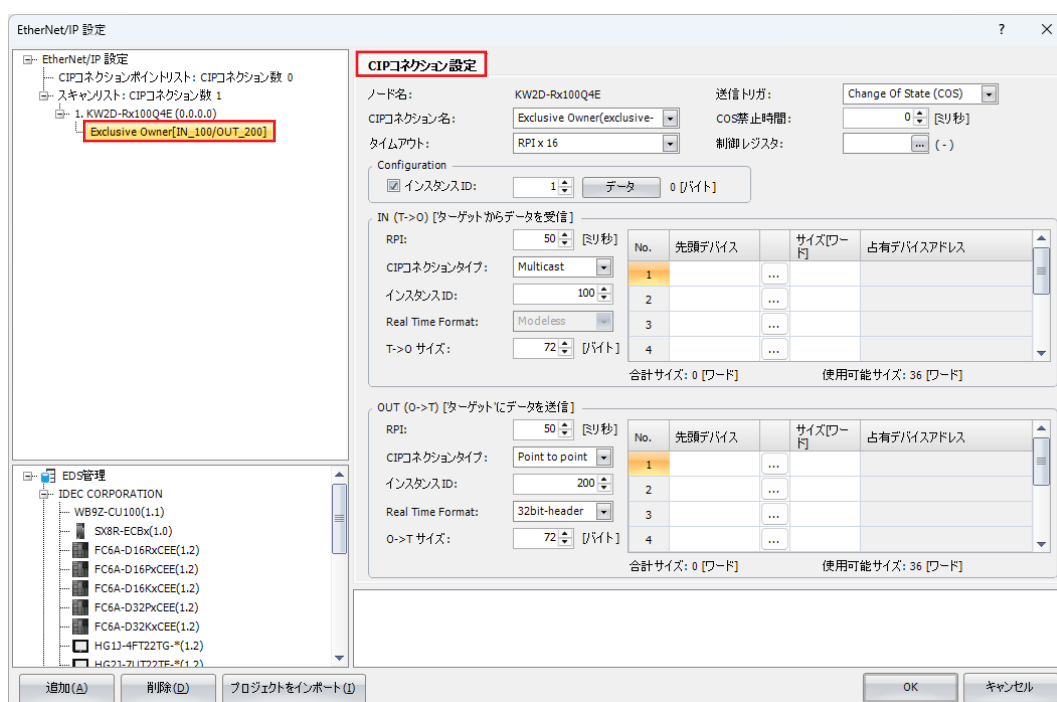 EtherNet/IP 設定
? ×
EtherNet/IP 設定
CIPコネクションポイントリスト: CIPコネクション数 0
スキャンリスト: CIPコネクション数 1
1. KW2D-Rx100Q4E (0.0.0.0)
Exclusive Owner[IN_100/OUT_200]
EDS管理
IDEC CORPORATION
WB9Z-CU100(1.1)
SX8R-ECBx(1.0)
FC6A-D16RxCEE(1.2)
FC6A-D16PxCEE(1.2)
FC6A-D16KxCEE(1.2)
FC6A-D32PxCEE(1.2)
FC6A-D32KxCEE(1.2)
HG1J-4FT22TG-*(1.2)
HG2J-7UT22TF-*(1.2)
CIPコネクション設定
ノード名: KW2D-Rx100Q4E 送信トリガ: Change Of State (COS)
CIPコネクション名: Exclusive Owner(exclusive- COS禁止時間: 0 [ミリ秒]
タイムアウト: RPI x 16 制御レジスタ: ... (-)
Configuration
インスタンスID: 1 データ 0 [バイト]
IN (T->O) [ターゲットからデータを受信]
RPI: 50 [ミリ秒]
CIPコネクションタイプ: Multicast
インスタンスID: 100
Real Time Format: Modeless
T->O サイズ: 72 [バイト]
No. 先頭デバイス サイズ[ワード] 占有デバイスアドレス
1 ...
2 ...
3 ...
4 ...
合計サイズ: 0 [ワード] 使用可能サイズ: 36 [ワード]
OUT (O->T) [ターゲットにデータを送信]
RPI: 50 [ミリ秒]
CIPコネクションタイプ: Point to point
インスタンスID: 200
Real Time Format: 32bit-header
O->T サイズ: 72 [バイト]
No. 先頭デバイス サイズ[ワード] 占有デバイスアドレス
1 ...
2 ...
3 ...
4 ...
合計サイズ: 0 [ワード] 使用可能サイズ: 36 [ワード]
追加(A) 削除(D) プロジェクトをインポート(I) OK キャンセル